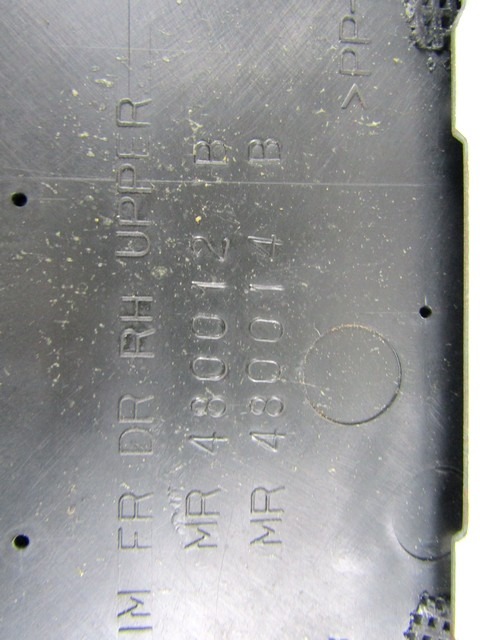 IM FR DR RH UPPER
MR 480012 B
MR 480014 B
>PP-